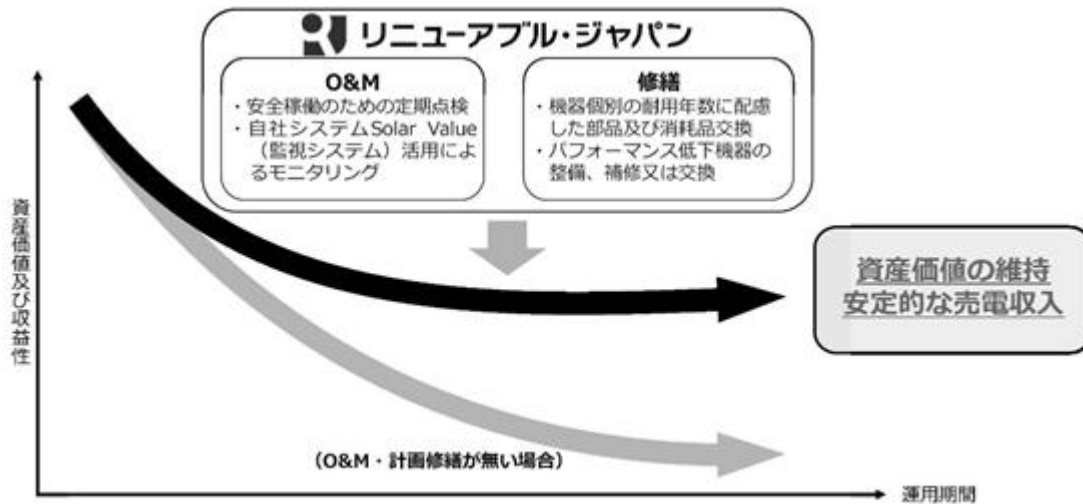 リニューアブル・ジャパン
O&M
・安全稼働のための定期点検
・自社システムSolar Value
（監視システム）活用によ
るモニタリング
修繕
・機器個別の耐用年数に配慮
した部品及び消耗品交換
・パフォーマンス低下機器の
整備、補修又は交換
資産価値及び収益性
資産価値の維持
安定的な売電収入
（O&M・計画修繕が無い場合）
運用期間